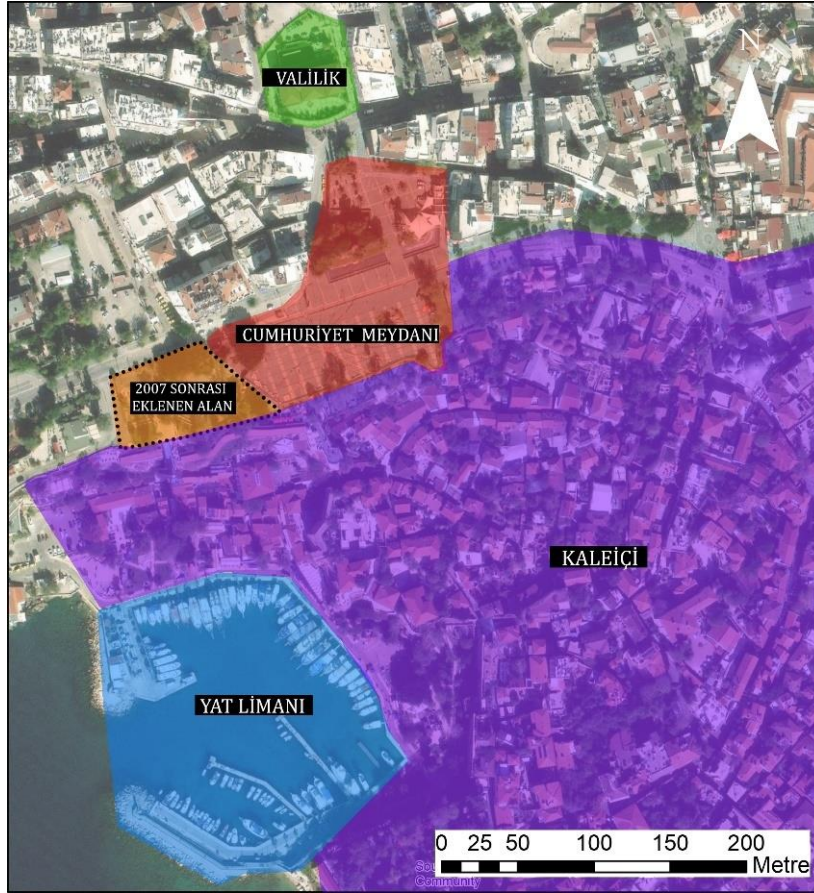 N
VALİLİK
CUMHURİYET MEYDANI
2007 SONRASI
EKLENEN ALAN
KALEİÇİ
YAT LİMANI
0 25 50 100 150 200
Metre
Community